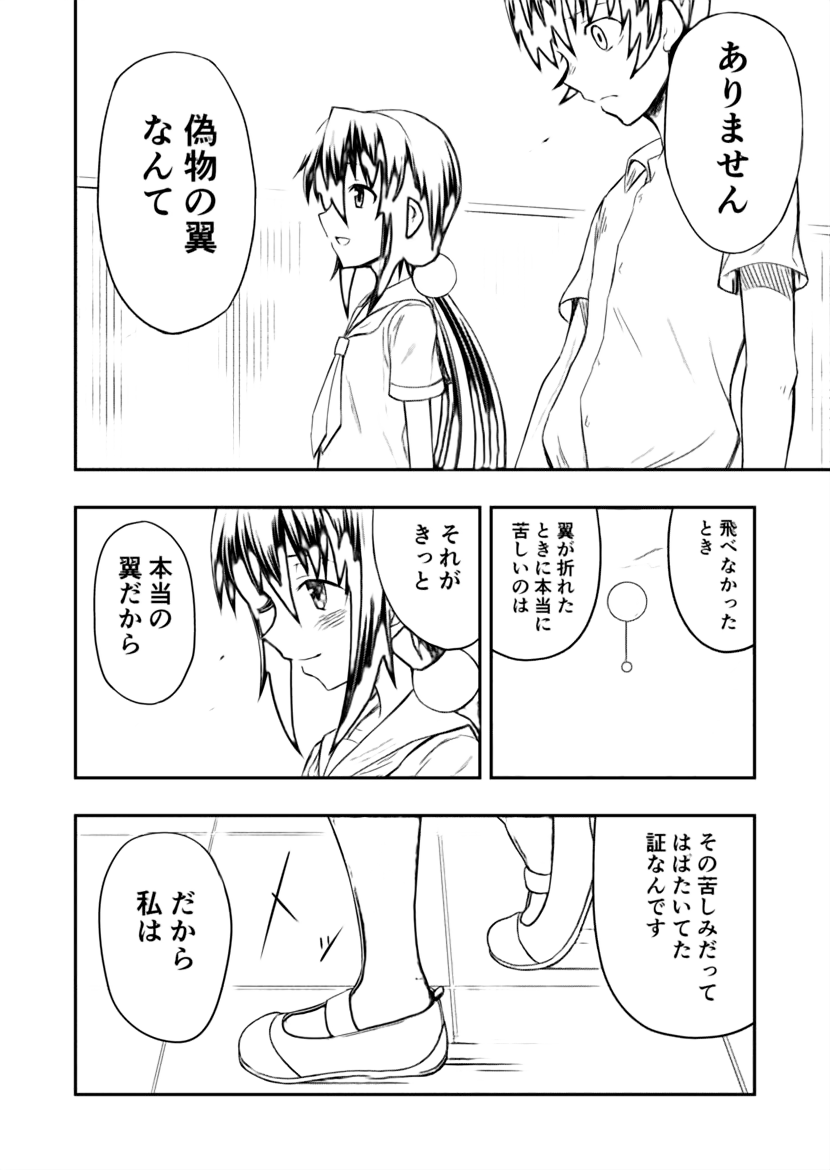 ありません
偽物の翼
なんて
飛べなかった
とき
翼が折れた
ときに本当に
苦しいのは
それが
きっと
本当の
翼だから
その苦しみだって
はばたいてた
証なんです
だから
私は